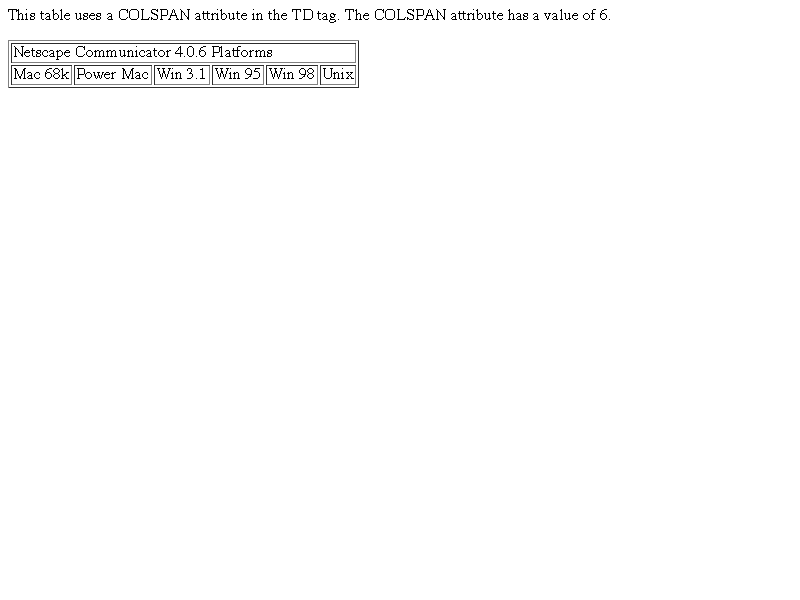 This table uses a COLSPAN attribute in the TD tag. The COLSPAN attribute has a value of 6.
Netscape Communicator 4.0.6 Platforms
Mac 68k Power Mac Win 3.1 Win 95 Win 98 Unix